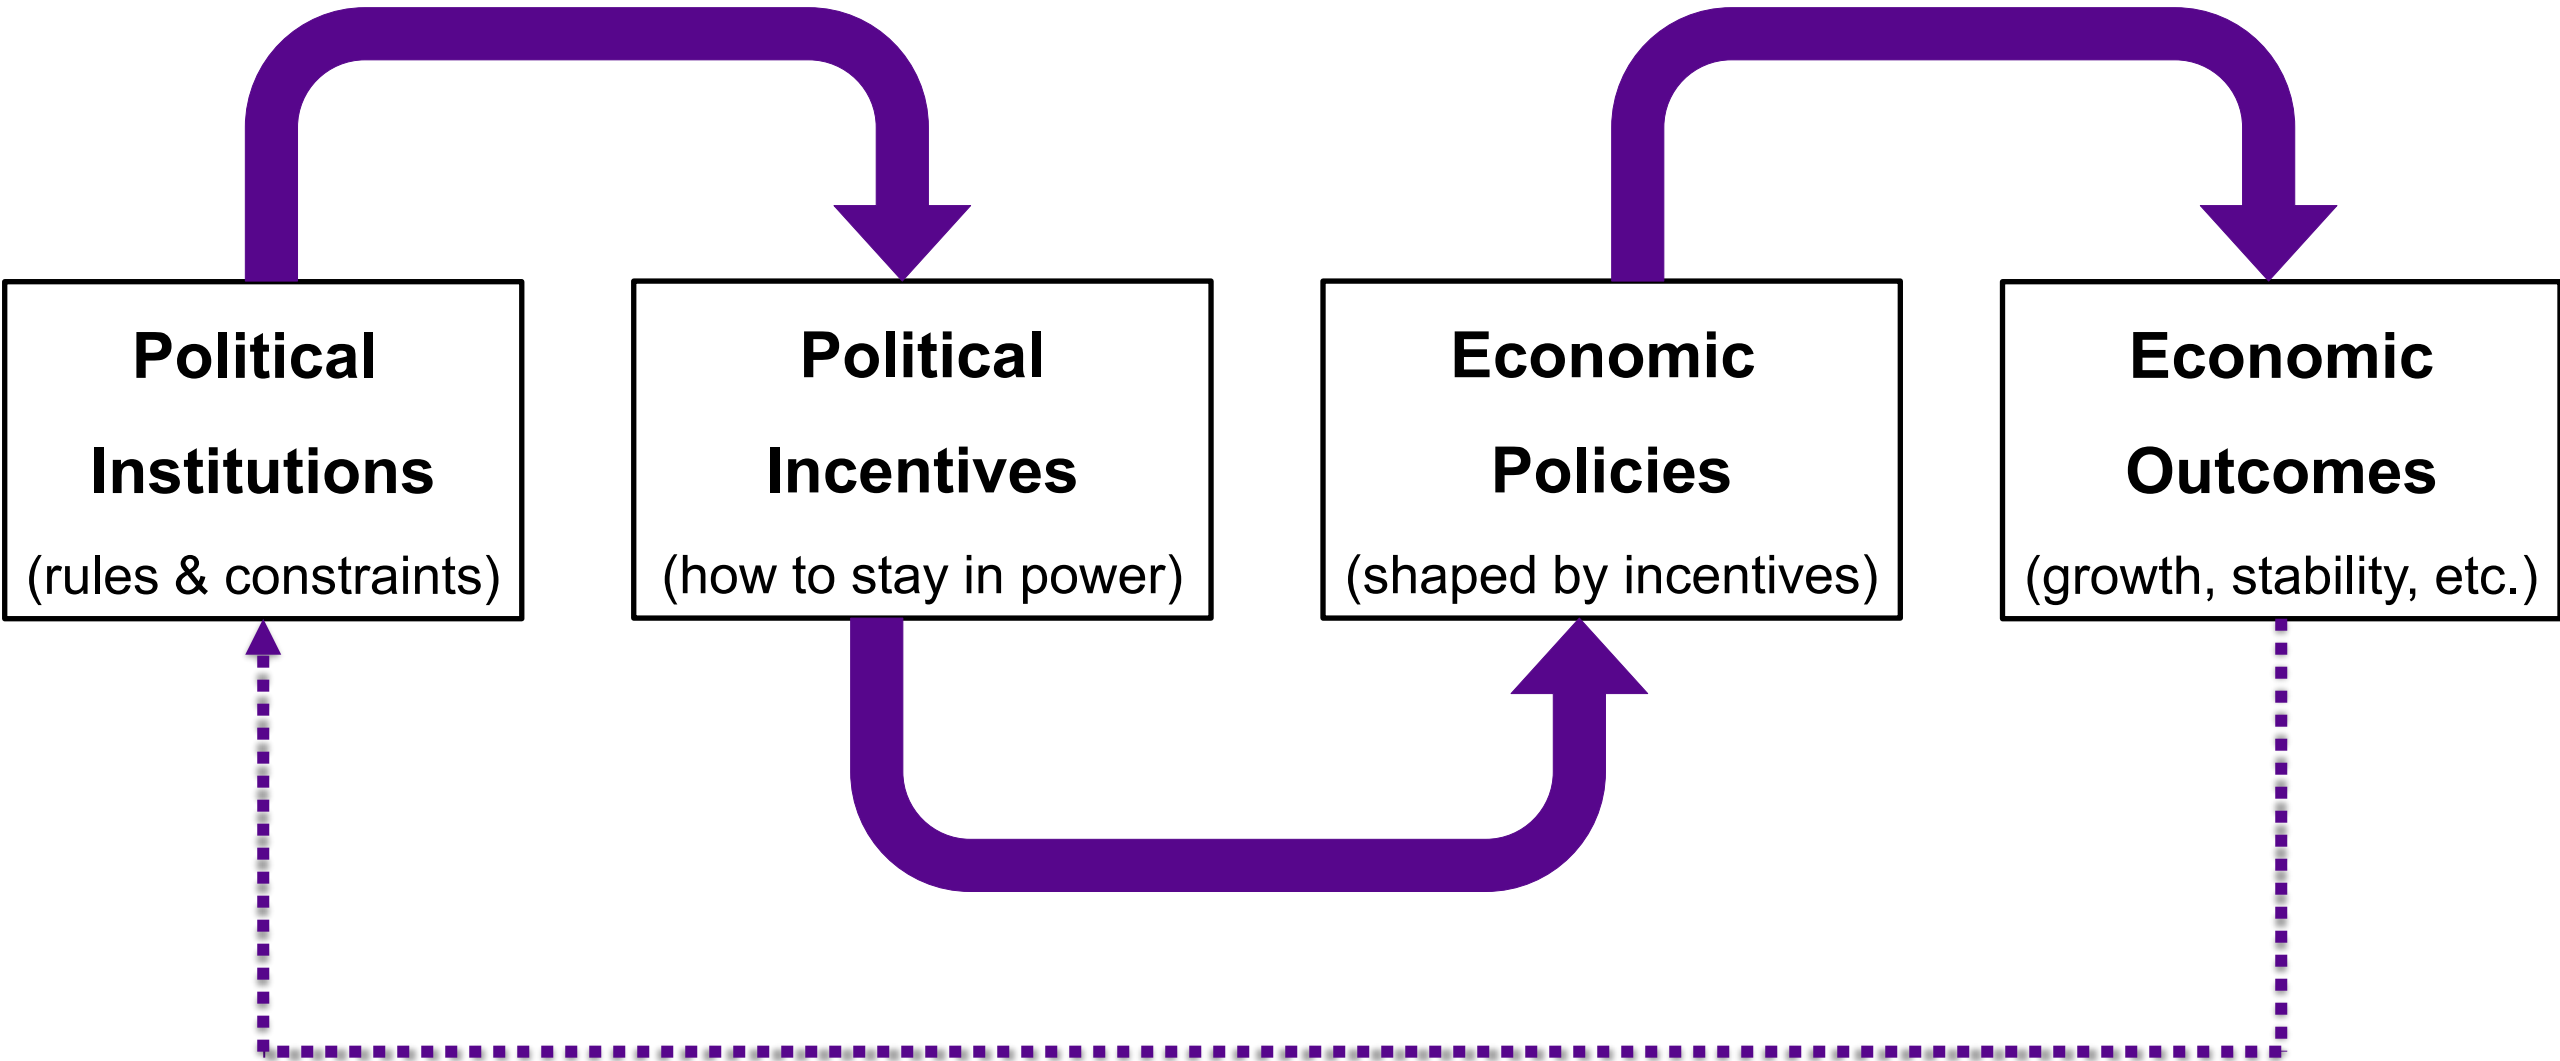 Political
Institutions
(rules & constraints)
Political
Incentives
(how to stay in power)
Economic
Policies
(shaped by incentives)
Economic
Outcomes
(growth, stability, etc.)